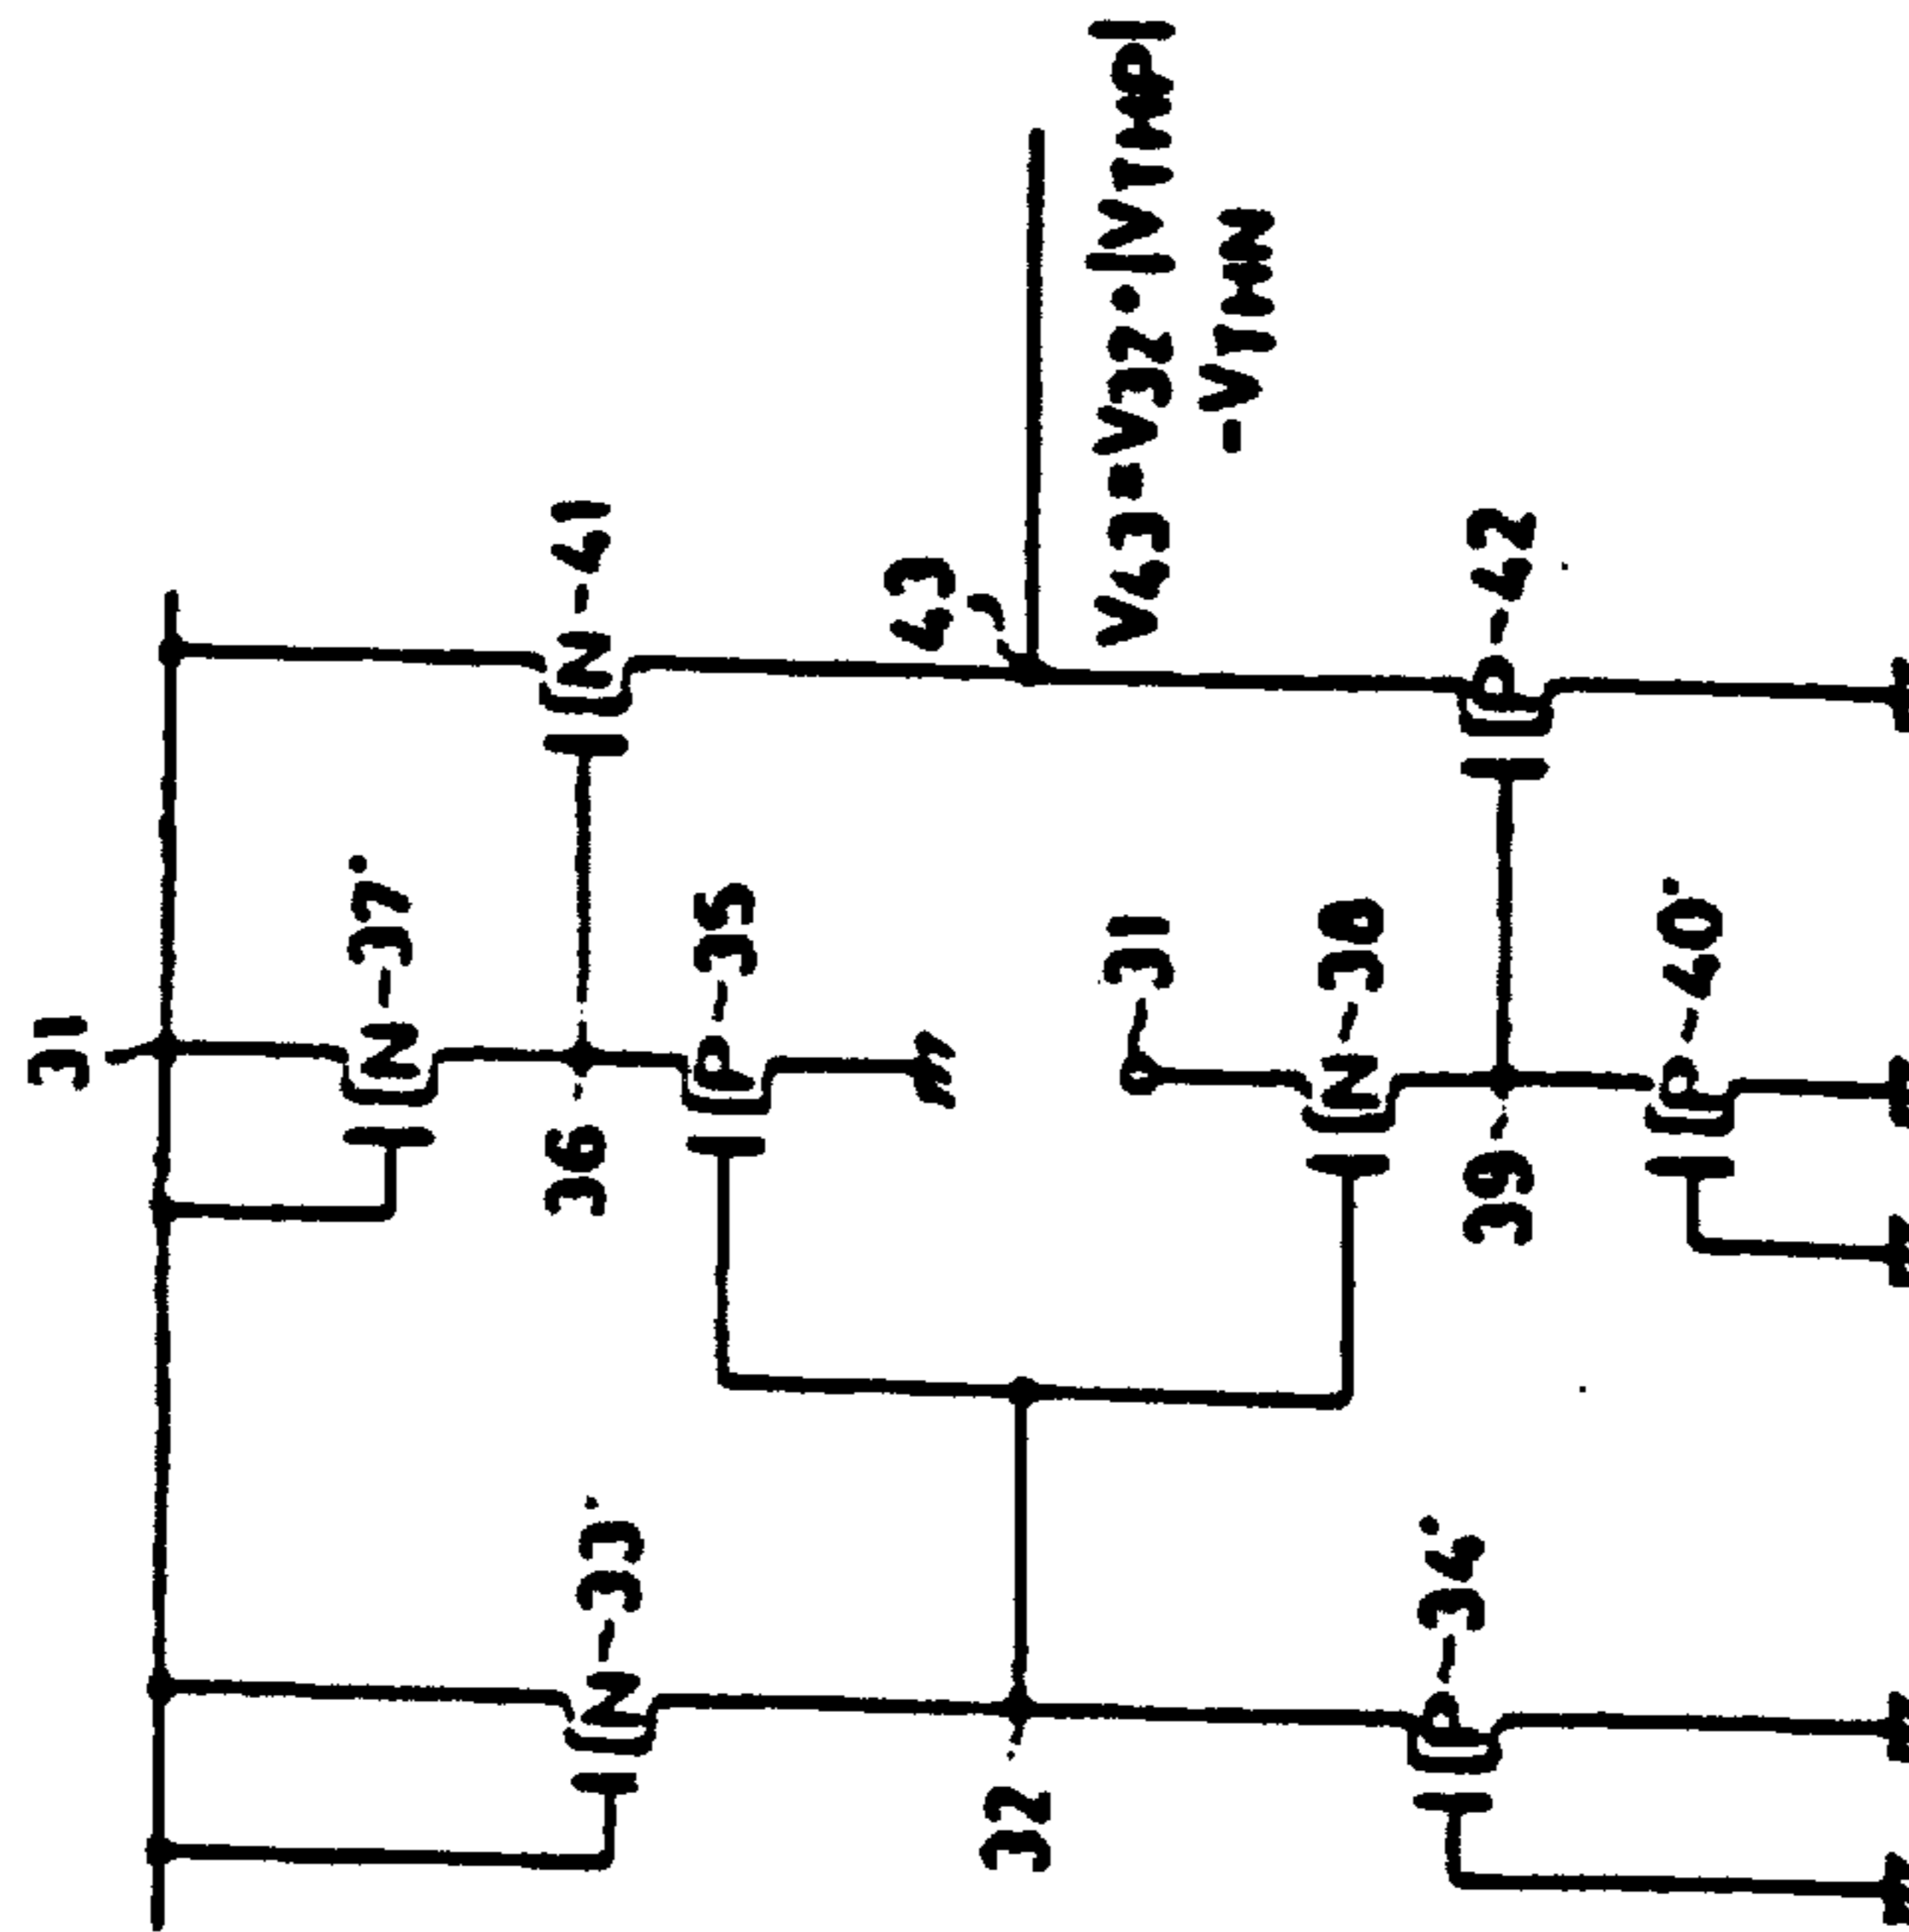 31
N-37'
36
N-41
N-33'
P-35
43
32
31
V43=V32+|VTHP|
-VTHN
N-38
P-34'
39
P-42
P-40'